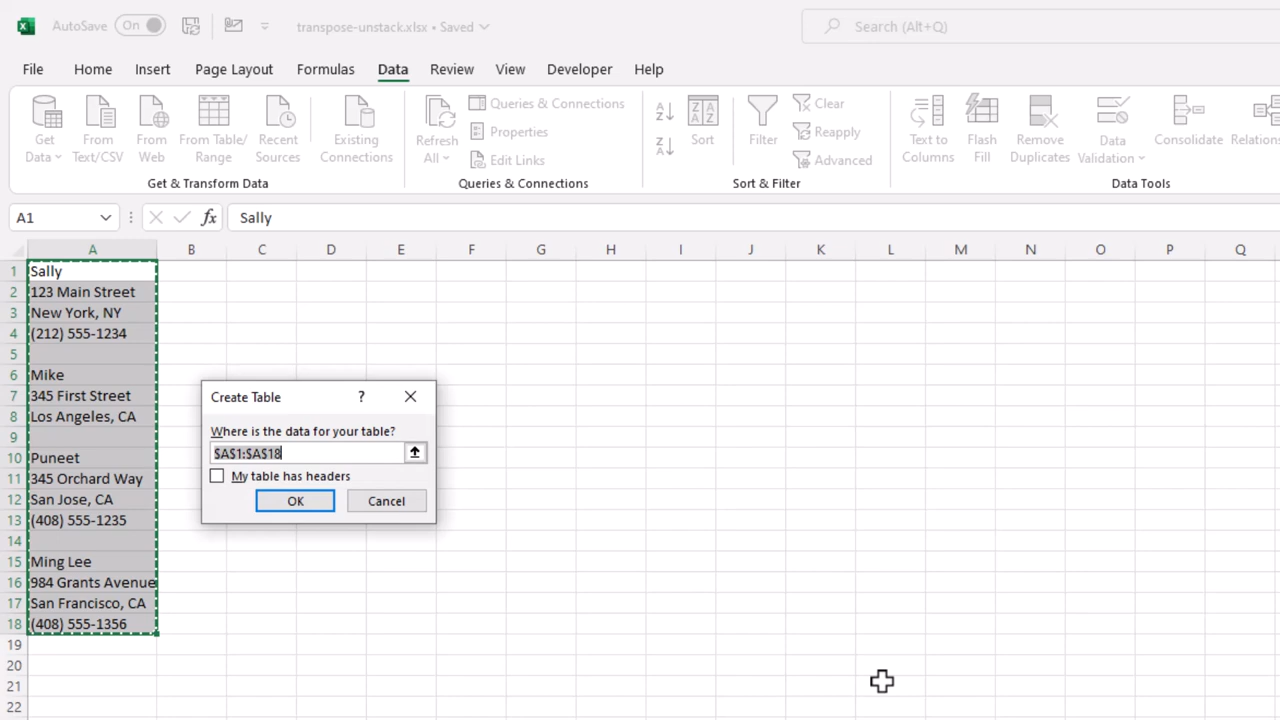 AutoSave On transpose-unstack.xlsx • Saved Search (Alt+Q)
File Home Insert Page Layout Formulas Data Review View Developer Help
Get Data From Text/CSV From Web From Table/ Range Recent Sources Existing Connections
Refresh All Queries & Connections
Properties
Edit Links
Sort Filter Clear
Reapply
Advanced
Text to Columns Flash Fill Remove Duplicates Data Validation Consolidate Relations
Get & Transform Data Queries & Connections Sort & Filter Data Tools
A1 fx Sally
A B C D E F G H I J K L M N O P Q
1 Sally
2 123 Main Street
3 New York, NY
4 (212) 555-1234
5
6 Mike
7 345 First Street
8 Los Angeles, CA
9
10 Puneet
11 345 Orchard Way
12 San Jose, CA
13 (408) 555-1235
14
15 Ming Lee
16 984 Grants Avenue
17 San Francisco, CA
18 (408) 555-1356
19
20
21
22
Create Table ?
Where is the data for your table?
$A$1:$A$18
My table has headers
OK Cancel